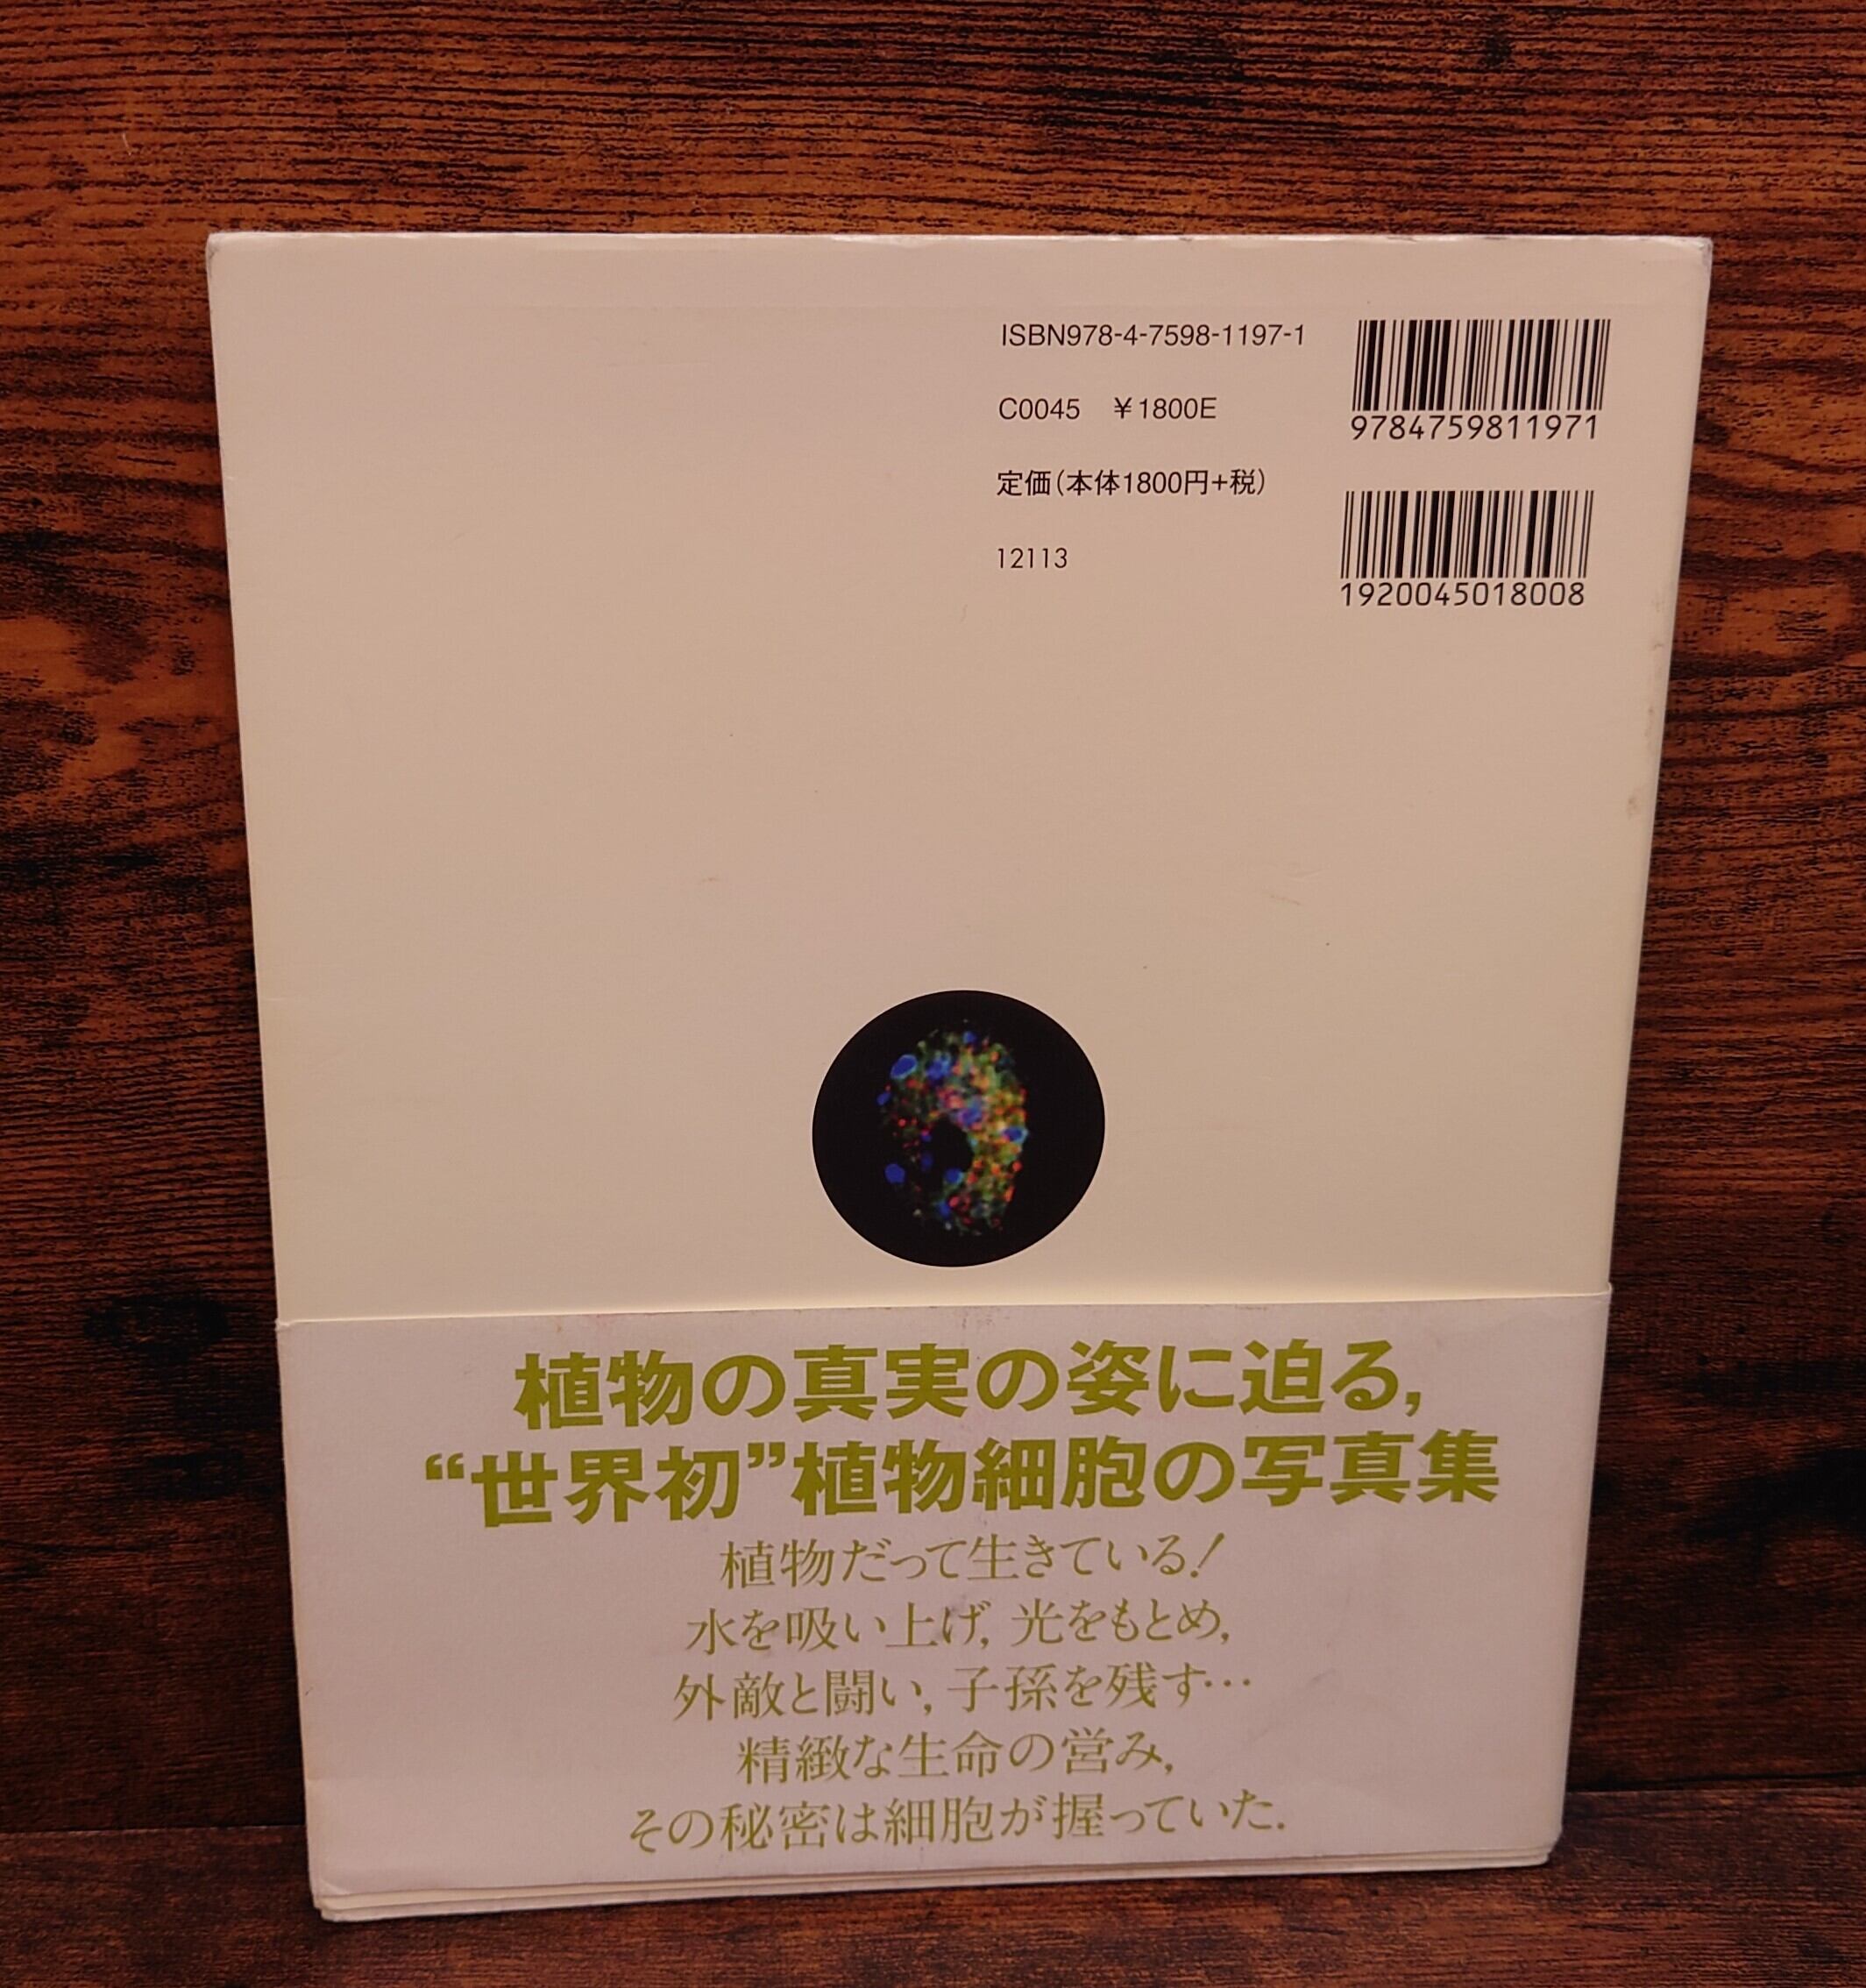 ISBN978-4-7598-1197-1
C0045 ￥1800E
定価(本体1800円+税)
12113
9784759811971
1920045018008
植物の真実の姿に迫る,
“世界初”植物細胞の写真集
植物だって生きている!
水を吸い上げ, 光をもとめ,
外敵と闘い, 子孫を残す…
精緻な生命の営み,
その秘密は細胞が握っていた.